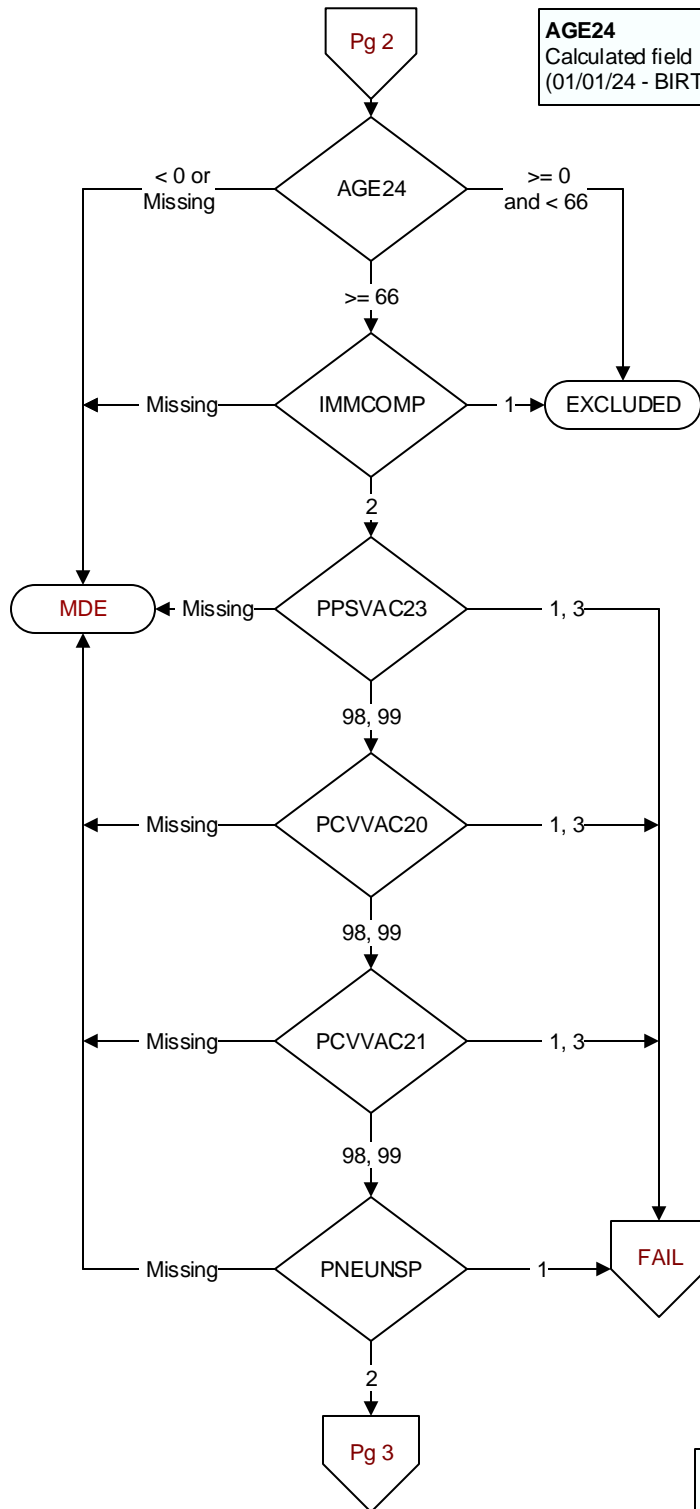 Pg 2
AGE24
Calculated field
(01/01/24 - BIRT
< 0 or
Missing
AGE24
>= 0
and < 66
>= 66
Missing
IMMCOMP
1
EXCLUDED
2
MDE
Missing
PPSVAC23
1, 3
98, 99
Missing
PCVVAC20
1, 3
98, 99
Missing
PCVVAC21
1, 3
98, 99
Missing
PNEUNSP
1
FAIL
2
Pg 3